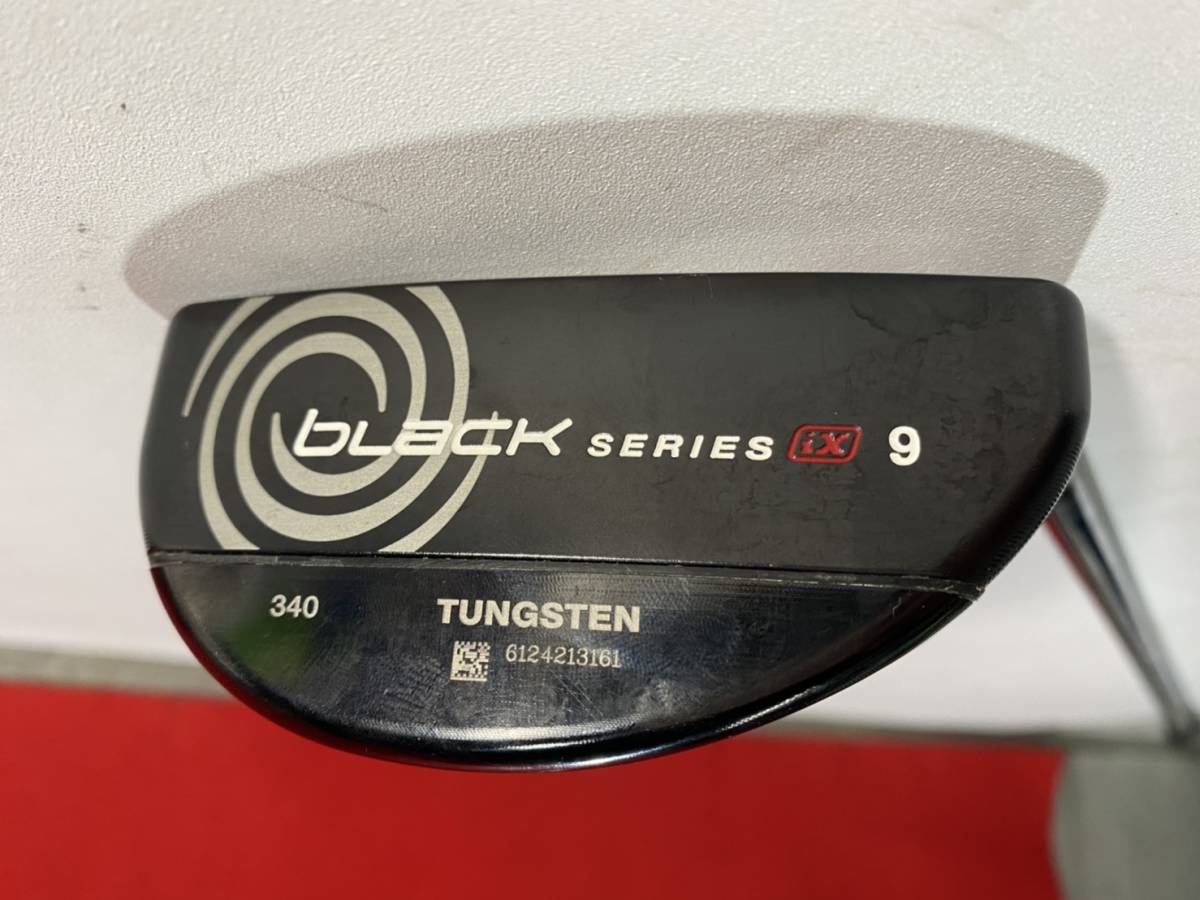 black SERIES iX 9
340 TUNGSTEN
6124213161